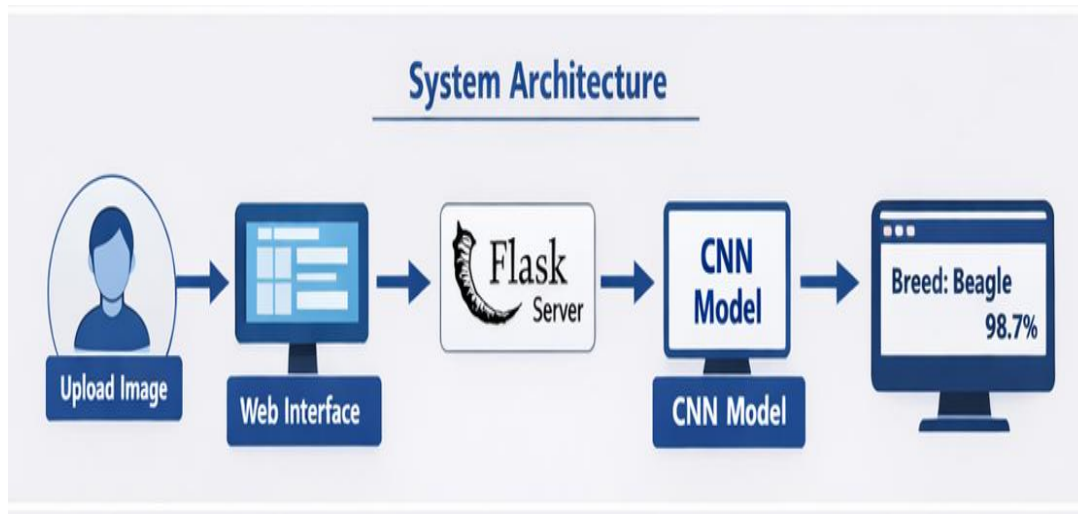 System Architecture
Upload Image
Web Interface
Flask
Server
CNN
Model
CNN Model
Breed: Beagle
98.7%